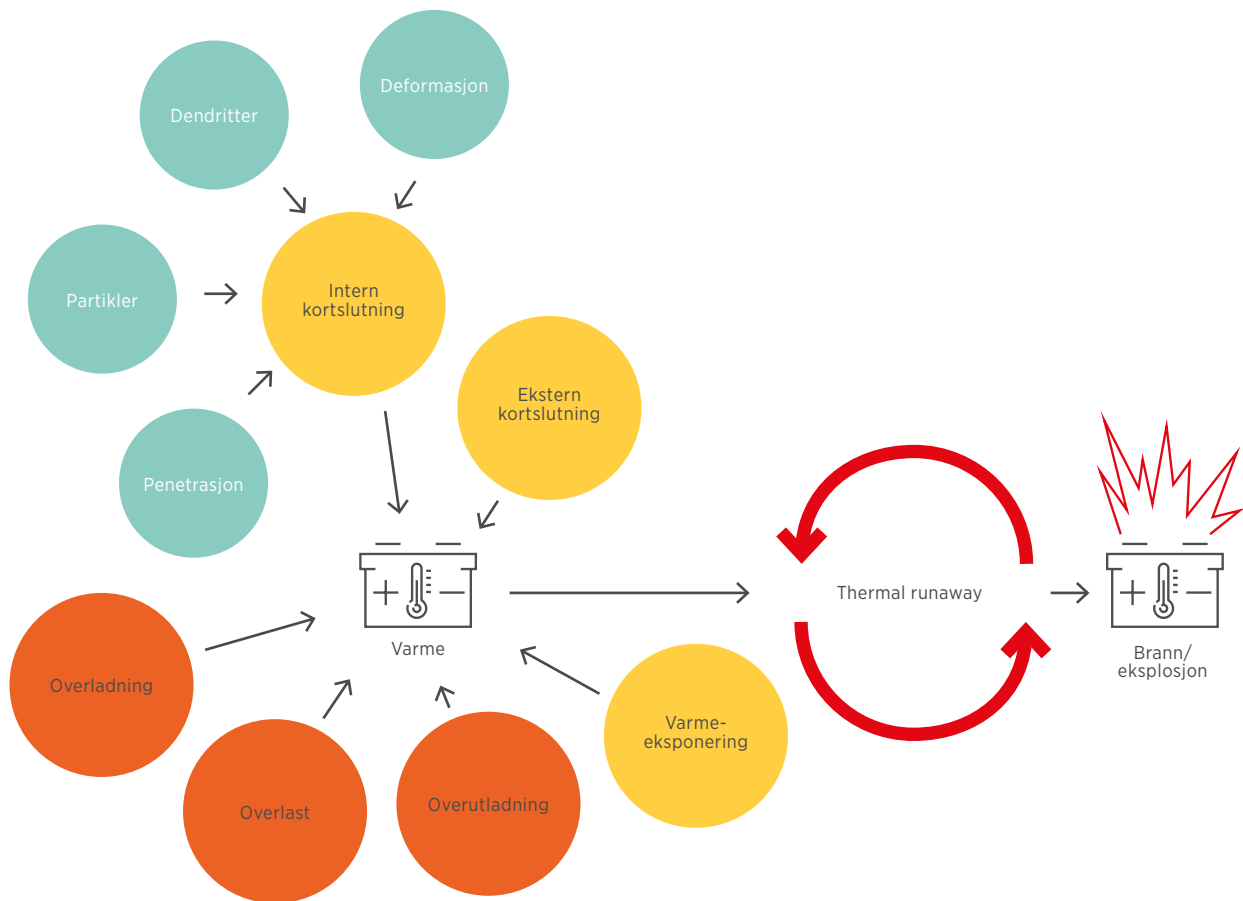 Deformasjon
Dendritter
Intern
kortslutning
Partikler
Ekstern
kortslutning
Penetrasjon
Thermal runaway
Varme
Brann/
eksplosjon
Overladning
Varme-
eksponering
Overlast
Overutladning